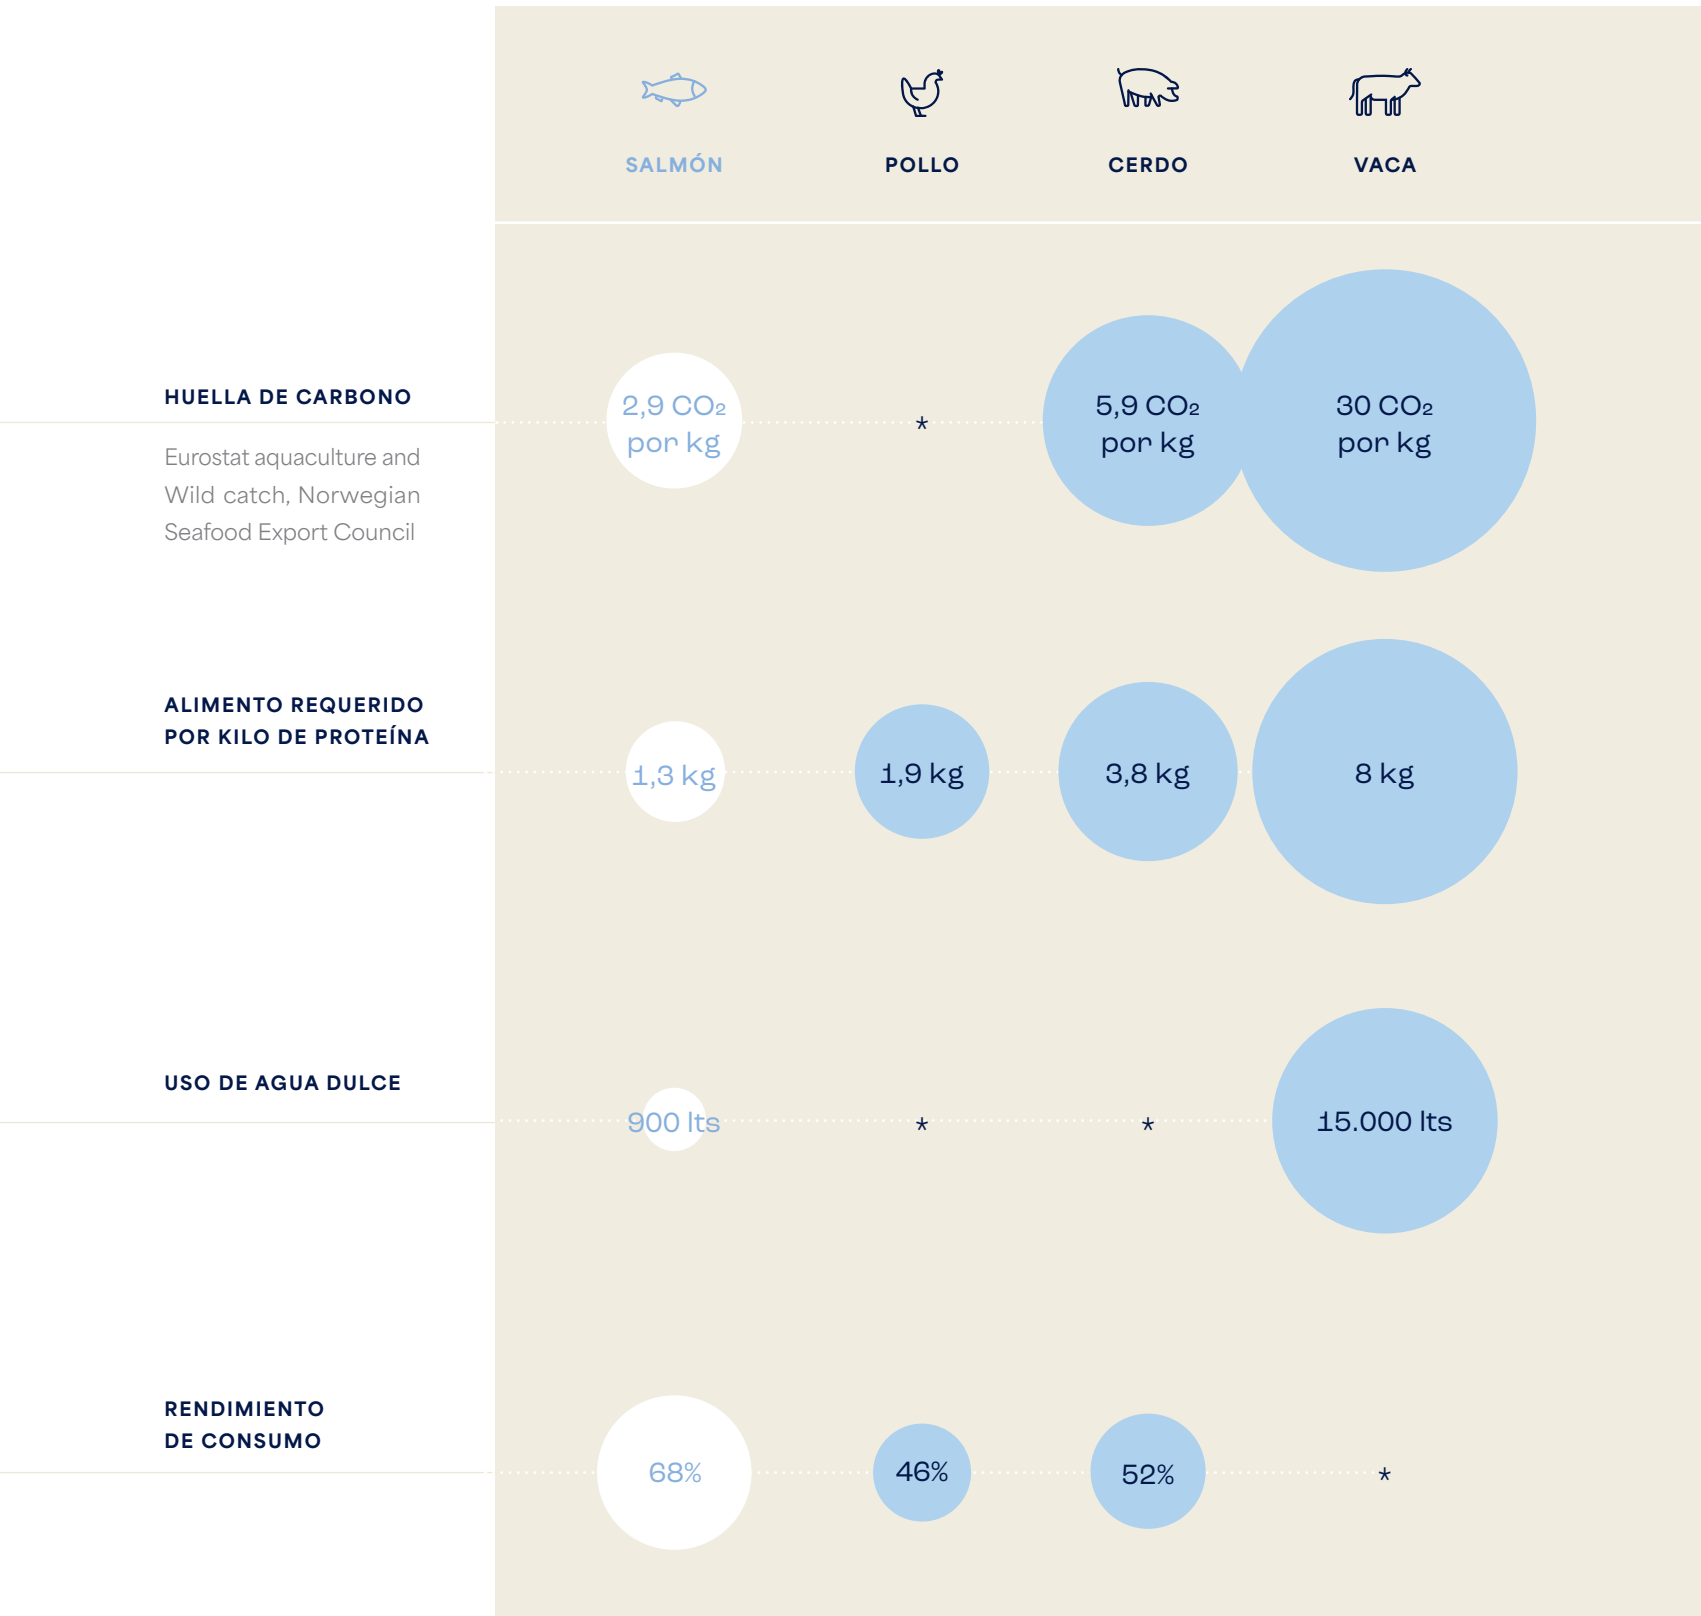 SALMÓN POLLO CERDO VACA
HUELLA DE CARBONO
Eurostat aquaculture and
Wild catch, Norwegian
Seafood Export Council
2,9 CO₂
por kg
*
5,9 CO₂
por kg
30 CO₂
por kg
ALIMENTO REQUERIDO
POR KILO DE PROTEÍNA
1,3 kg 1,9 kg 3,8 kg 8 kg
USO DE AGUA DULCE
900 lts * * 15.000 lts
RENDIMIENTO
DE CONSUMO
68% 46% 52% *